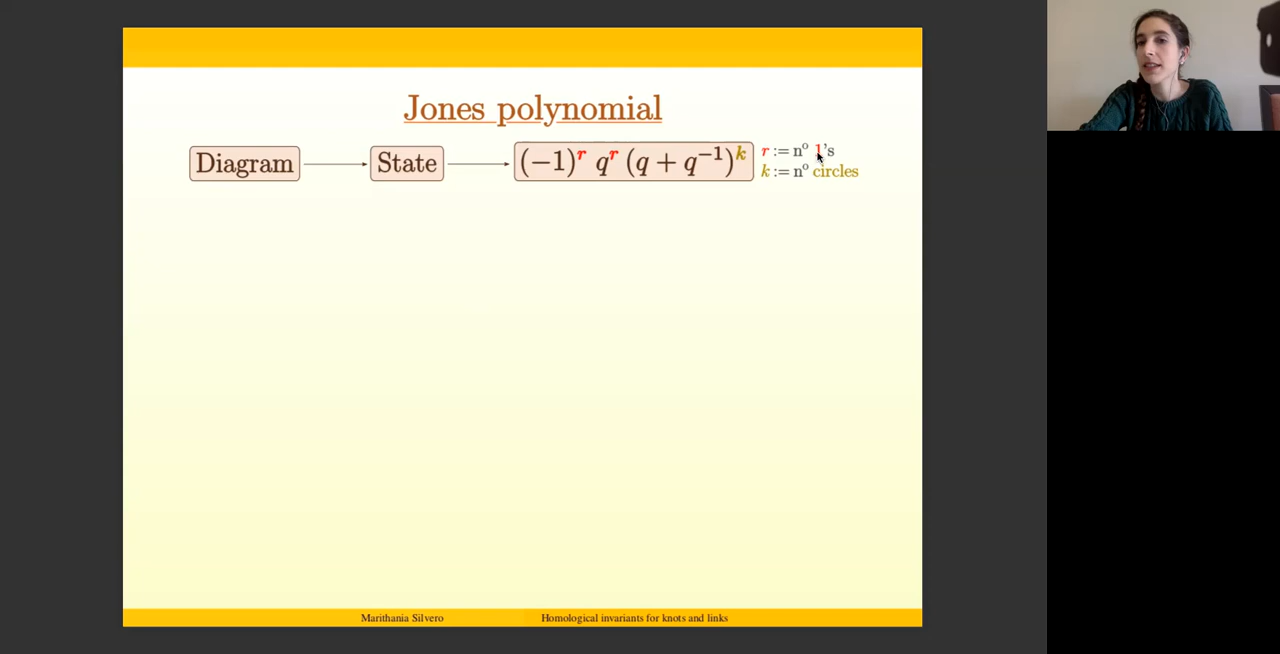 Jones polynomial
Diagram State (−1)^r q^r (q + q^{−1})^k r := nº 1's
k := nº circles
Marithania Silvero Homological invariants for knots and links